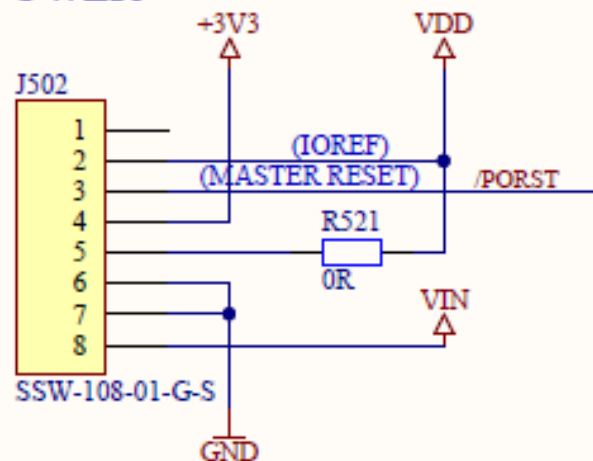 +3V3
VDD
J502
1
2
(IOREF)
3
(MASTER RESET)
/PORST
4
R521
5
0R
6
VIN
7
8
SSW-108-01-G-S
GND